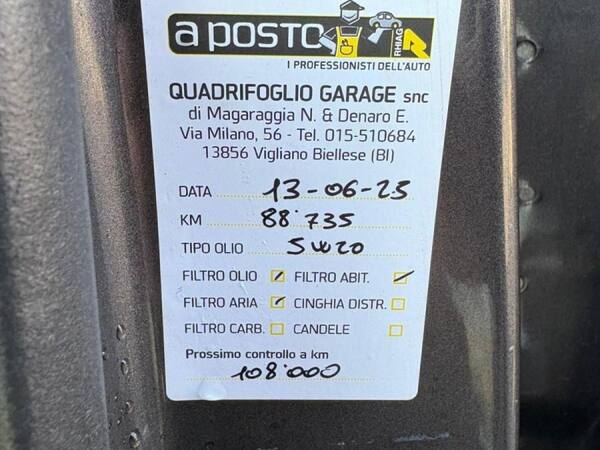 a posto
RHIAG
I PROFESSIONISTI DELL'AUTO
QUADRIFOGLIO GARAGE snc
di Magaraggia N. & Denaro E.
Via Milano, 56 - Tel. 015-510684
13856 Vigliano Biellese (BI)
DATA 13-06-23
KM 88'735
TIPO OLIO 5W20
FILTRO OLIO FILTRO ABIT.
FILTRO ARIA CINGHIA DISTR.
FILTRO CARB. CANDELE
Prossimo controllo a km
108'000